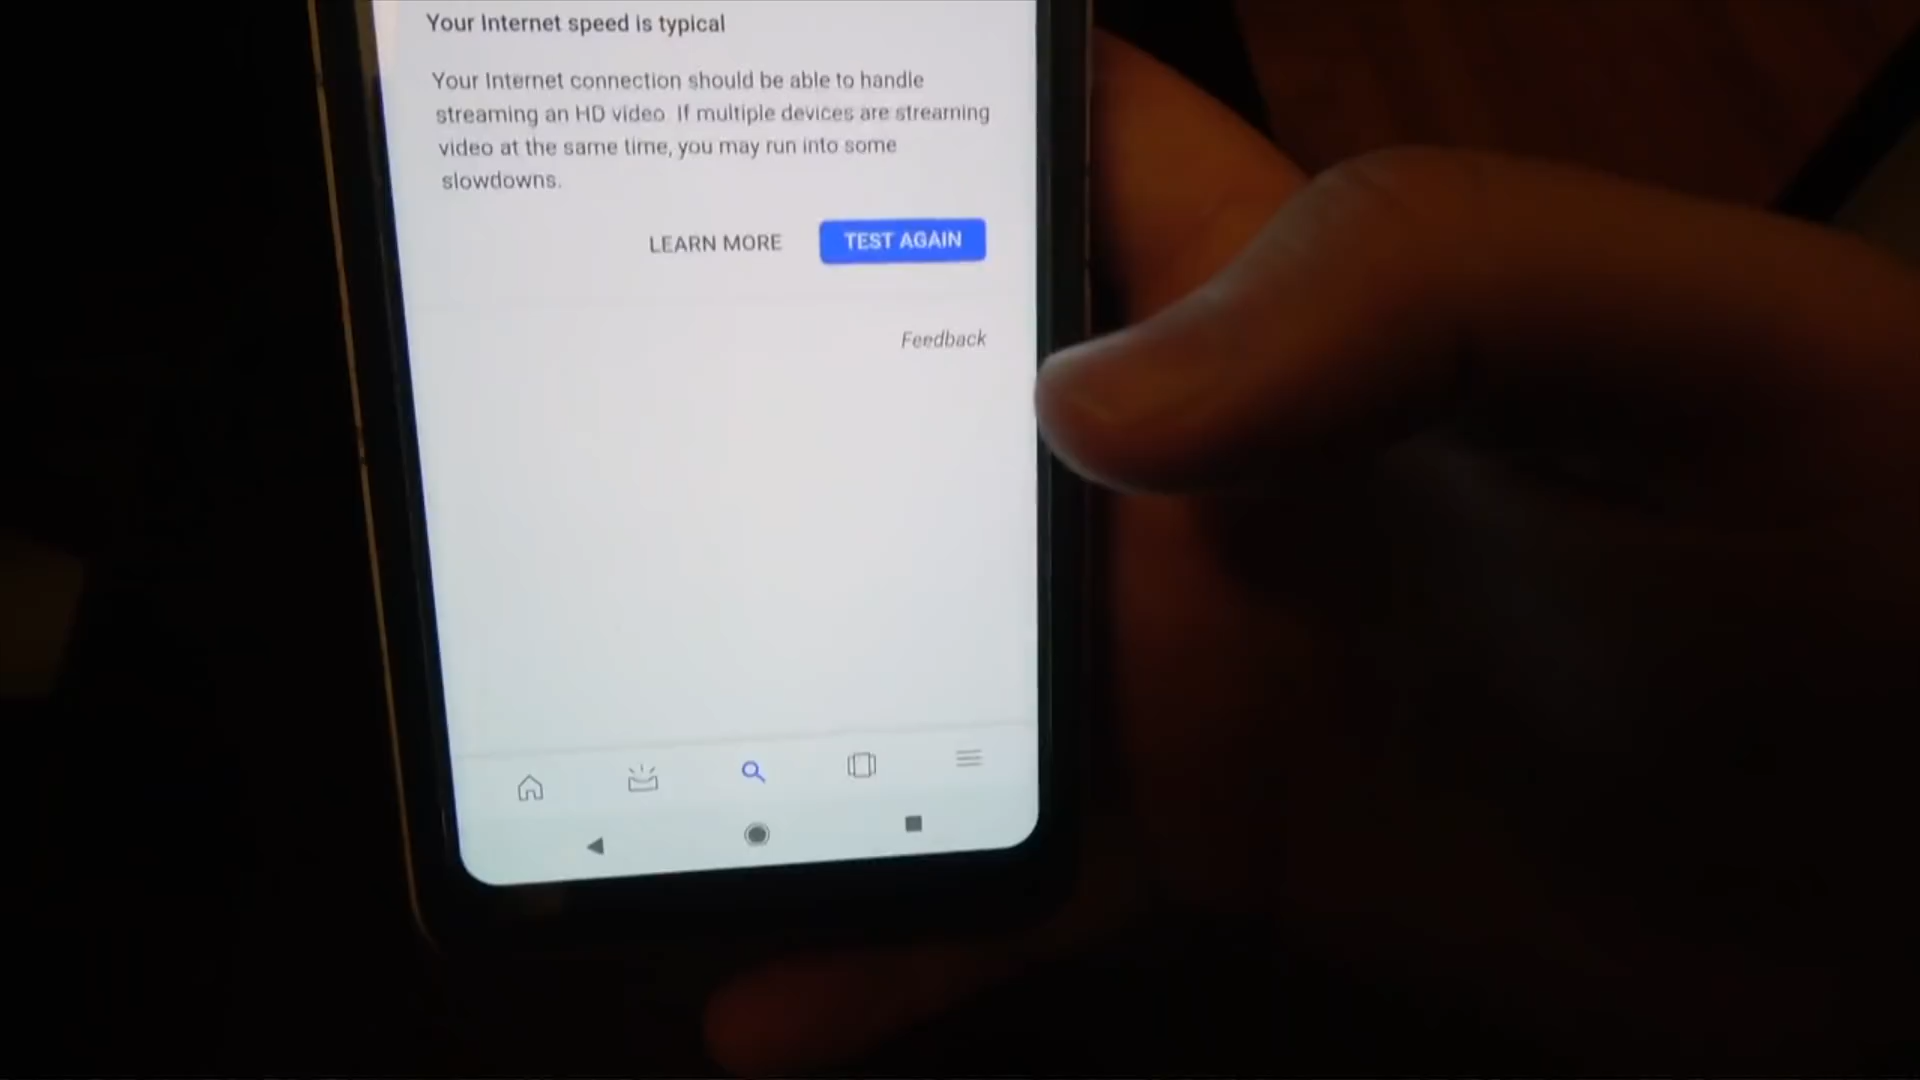 Your Internet speed is typical
Your Internet connection should be able to handle
streaming an HD video. If multiple devices are streaming
video at the same time, you may run into some
slowdowns.
LEARN MORE
TEST AGAIN
Feedback